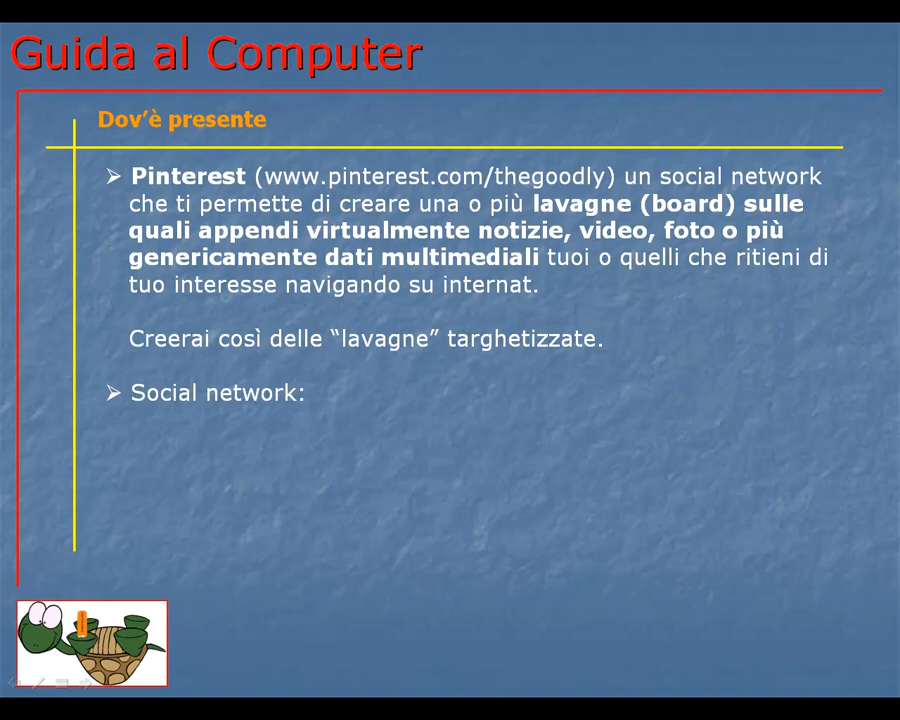 Guida al Computer
Dov'è presente
➢ Pinterest (www.pinterest.com/thegoodly) un social network
che ti permette di creare una o più lavagne (board) sulle
quali appendi virtualmente notizie, video, foto o più
genericamente dati multimediali tuoi o quelli che ritieni di
tuo interesse navigando su internat.
Creerai così delle “lavagne” targhetizzate.
➢ Social network: